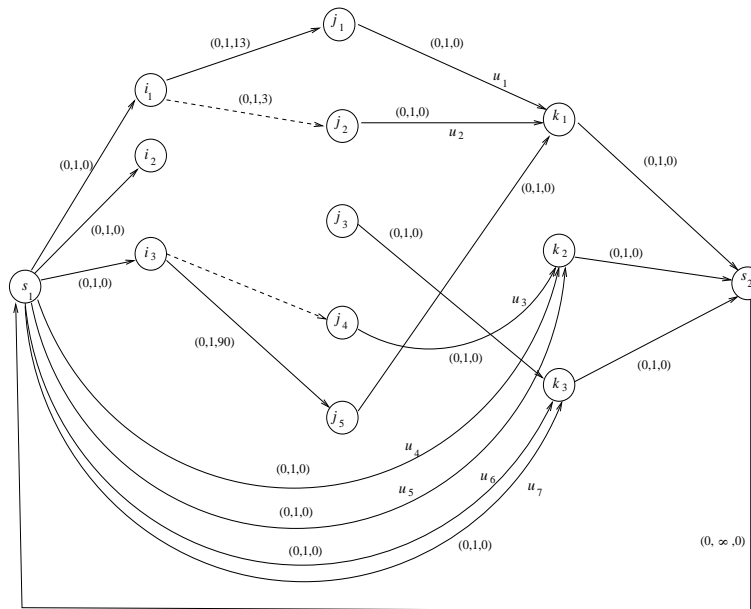 j1
(0,1,13)
(0,1,0)
u1
i1
(0,1,3)
(0,1,0)
j2
u2
k1
i2
(0,1,0)
(0,1,0)
(0,1,0)
j3
(0,1,0)
(0,1,0)
i3
k2
(0,1,0)
(0,1,0)
s1
s2
u3
j4
(0,1,90)
(0,1,0)
(0,1,0)
k3
j5
u4
(0,1,0)
u6
u5
u7
(0,1,0)
(0,1,0)
(0,1,0)
(0, ∞ ,0)